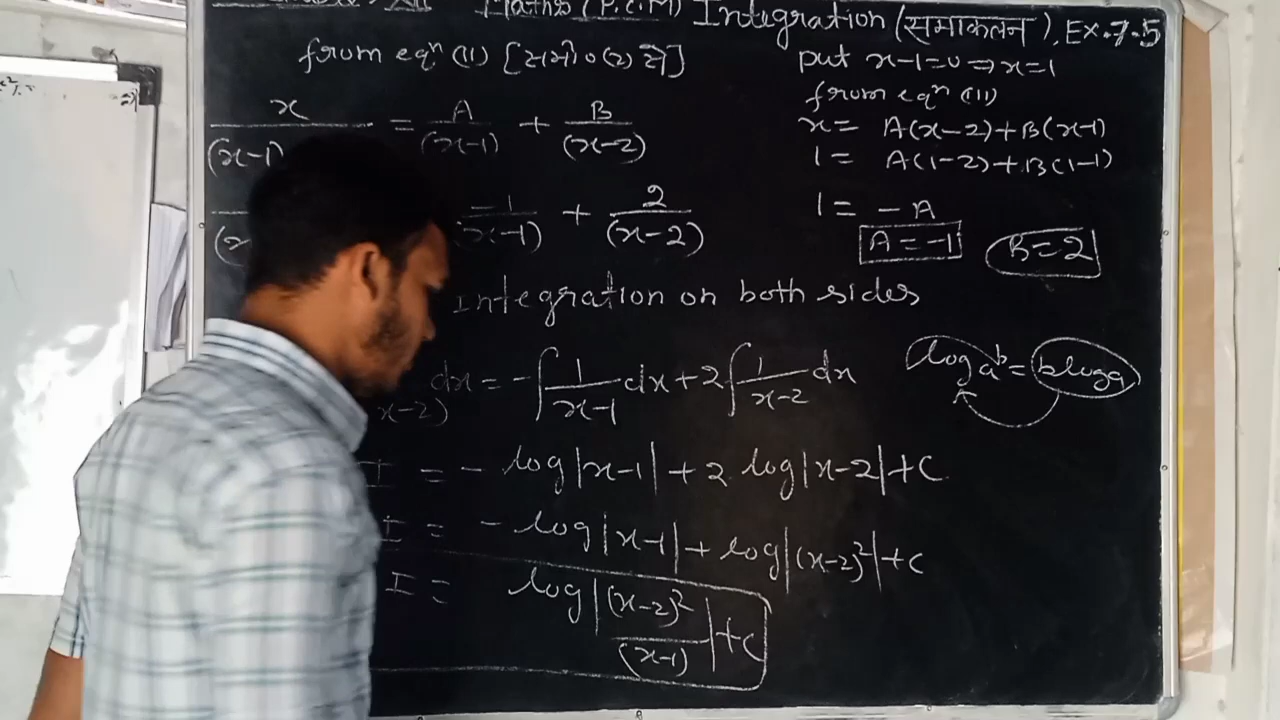 XII Maths (P.C.M) Integration (समाकलन), Ex.7.5
from eqn (II) [समी० (2) से]
x/(x-1) = A/(x-1) + B/(x-2)
-1/(x-1) + 2/(x-2)
Integration on both sides
x-2) dx = -∫ 1/x-1 dx + 2∫ 1/x-2 dx
I = - log|x-1| + 2 log|x-2| + C
I = - log|x-1| + log|(x-2)²| + C
I = log|(x-2)²/(x-1)| + C
put x-1=0 ⇒ x=1
from eqn (II)
x = A(x-2)+B(x-1)
1 = A(1-2)+B(1-1)
1 = -A
A = -1
B=2
log a^b = b log a